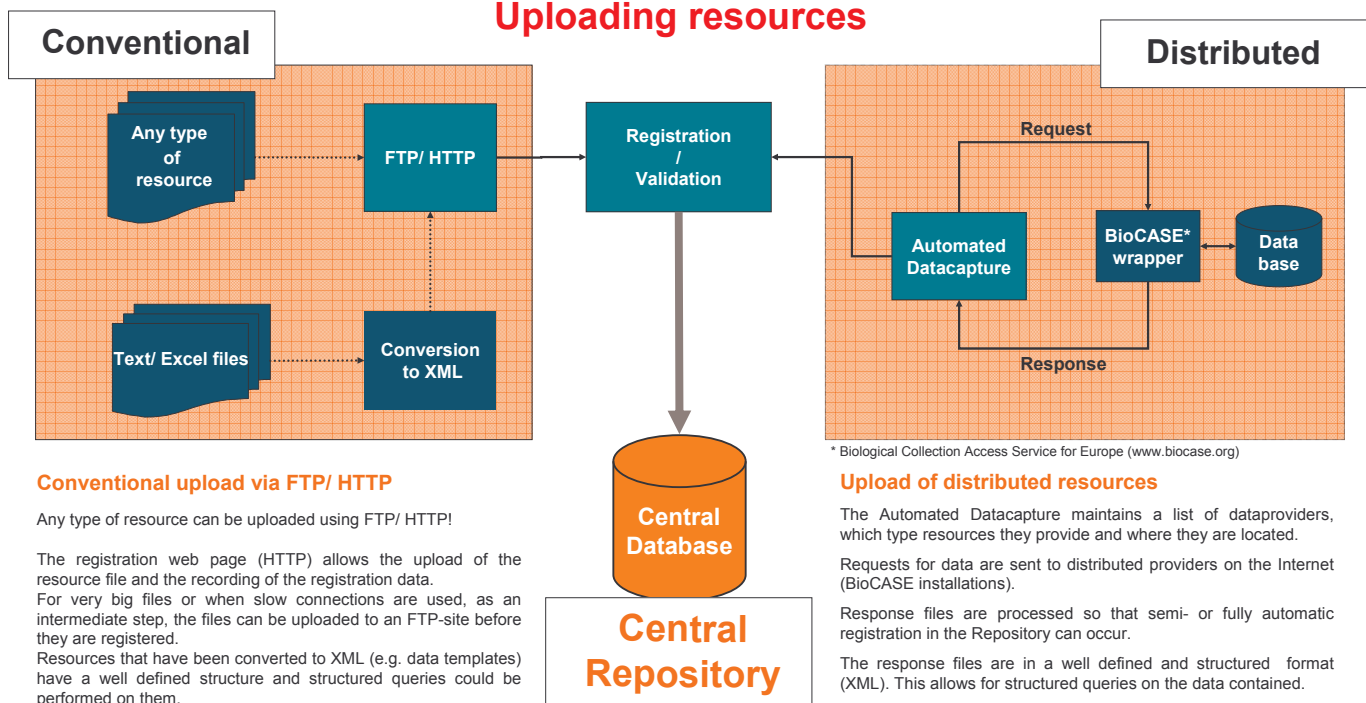 Uploading resources
Conventional
Distributed
Any type
of
resource
FTP/ HTTP
Registration
/
Validation
Request
Automated
Datacapture
BioCASE*
wrapper
Data
base
Text/ Excel files
Conversion
to XML
Response
* Biological Collection Access Service for Europe (www.biocase.org)
Central
Database
Central
Repository
Conventional upload via FTP/ HTTP
Any type of resource can be uploaded using FTP/ HTTP!
The registration web page (HTTP) allows the upload of the
resource file and the recording of the registration data.
For very big files or when slow connections are used, as an
intermediate step, the files can be uploaded to an FTP-site before
they are registered.
Resources that have been converted to XML (e.g. data templates)
have a well defined structure and structured queries could be
performed on them.
Upload of distributed resources
The Automated Datacapture maintains a list of dataproviders,
which type resources they provide and where they are located.
Requests for data are sent to distributed providers on the Internet
(BioCASE installations).
Response files are processed so that semi- or fully automatic
registration in the Repository can occur.
The response files are in a well defined and structured format
(XML). This allows for structured queries on the data contained.